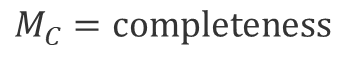 M_C = completeness